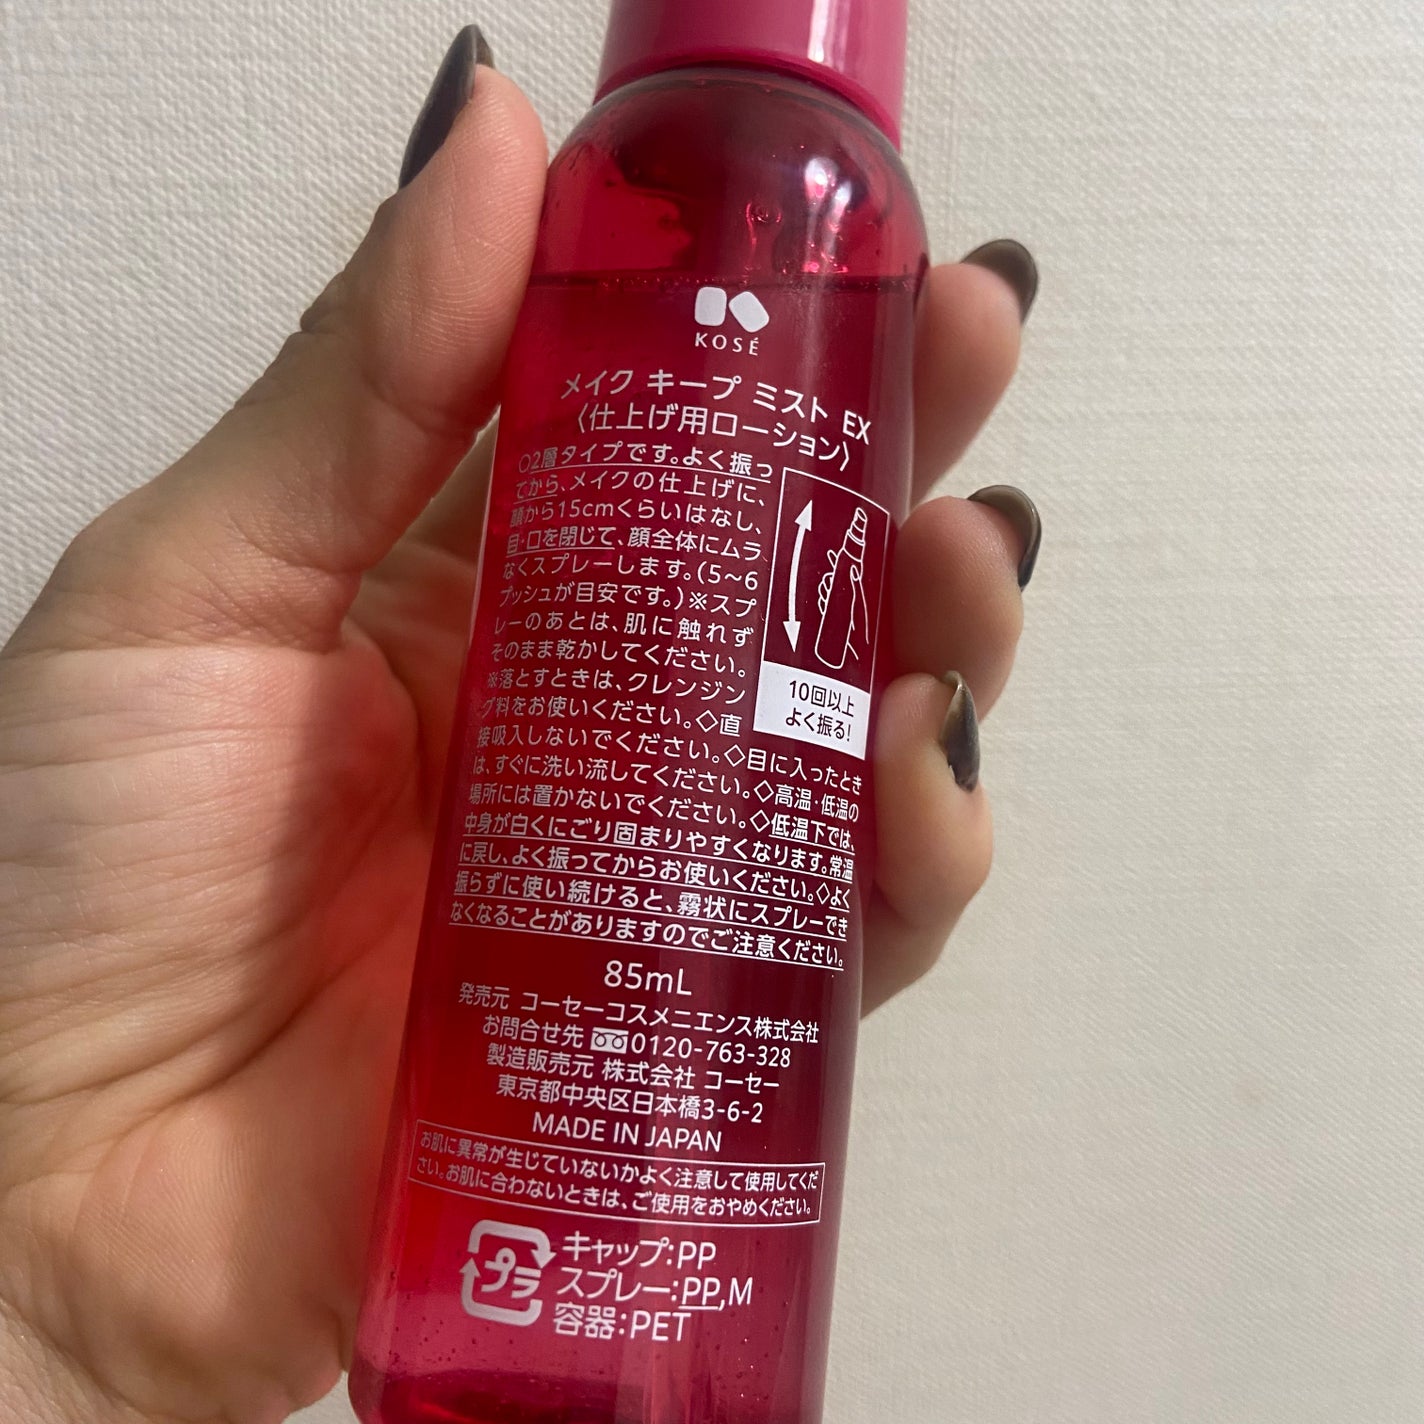 KOSÉ
メイク キープ ミスト EX
〈仕上げ用ローション〉
○2層タイプです。よく振っ
てから、メイクの仕上げに、
顔から15cmくらいはなし、
目・口を閉じて、顔全体にムラ
なくスプレーします。(5~6
プッシュが目安です。)※スプ
レーのあとは、肌に触れず
そのまま乾かしてください。
※落とすときは、クレンジン
グ料をお使いください。◇直
接吸入しないでください。◇目に入ったとき
は、すぐに洗い流してください。◇高温・低温の
場所には置かないでください。◇低温下では、
中身が白くにごり固まりやすくなります。常温
に戻し、よく振ってからお使いください。◇よく
振らずに使い続けると、霧状にスプレーでき
なくなることがありますのでご注意ください。
10回以上
よく振る!
85mL
発売元 コーセーコスメニエンス株式会社
お問合せ先 0120-763-328
製造販売元 株式会社 コーセー
東京都中央区日本橋3-6-2
MADE IN JAPAN
お肌に異常が生じていないかよく注意して使用してくだ
さい。お肌に合わないときは、ご使用をおやめください。
プラ
キャップ:PP
スプレー:PP,M
容器:PET